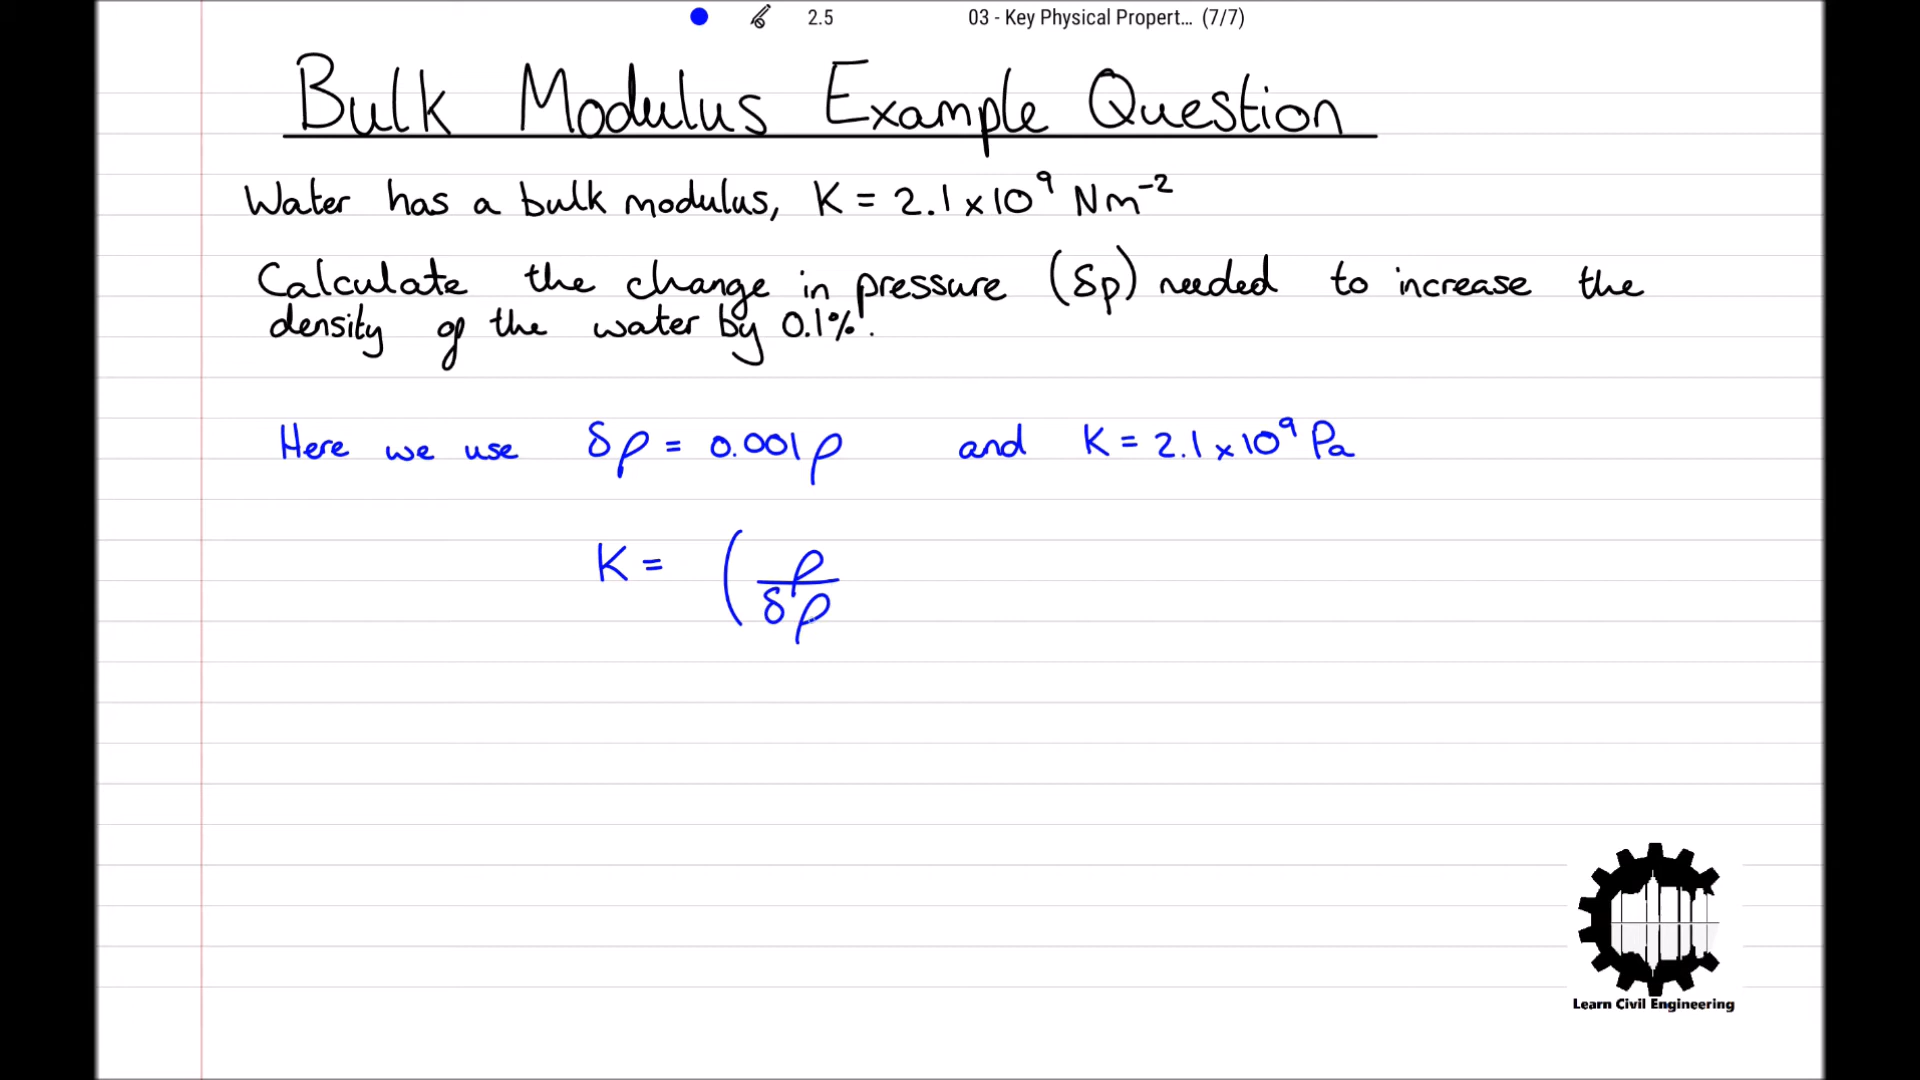 2.5 03 - Key Physical Propert... (7/7)
Bulk Modulus Example Question
Water has a bulk modulus, K = 2.1 x 10⁹ Nm⁻²
Calculate the change in pressure (δp) needed to increase the
density of the water by 0.1%.
Here we use δρ = 0.001ρ and K = 2.1 x 10⁹ Pa
K = ( ρ
δρ
Learn Civil Engineering